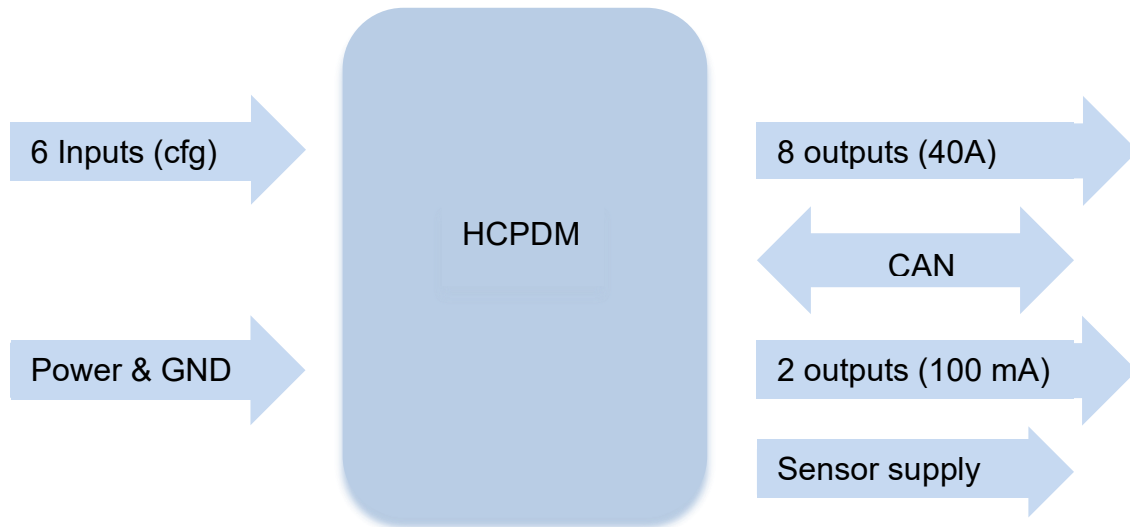 6 Inputs (cfg)
Power & GND
HCPDM
8 outputs (40A)
CAN
2 outputs (100 mA)
Sensor supply